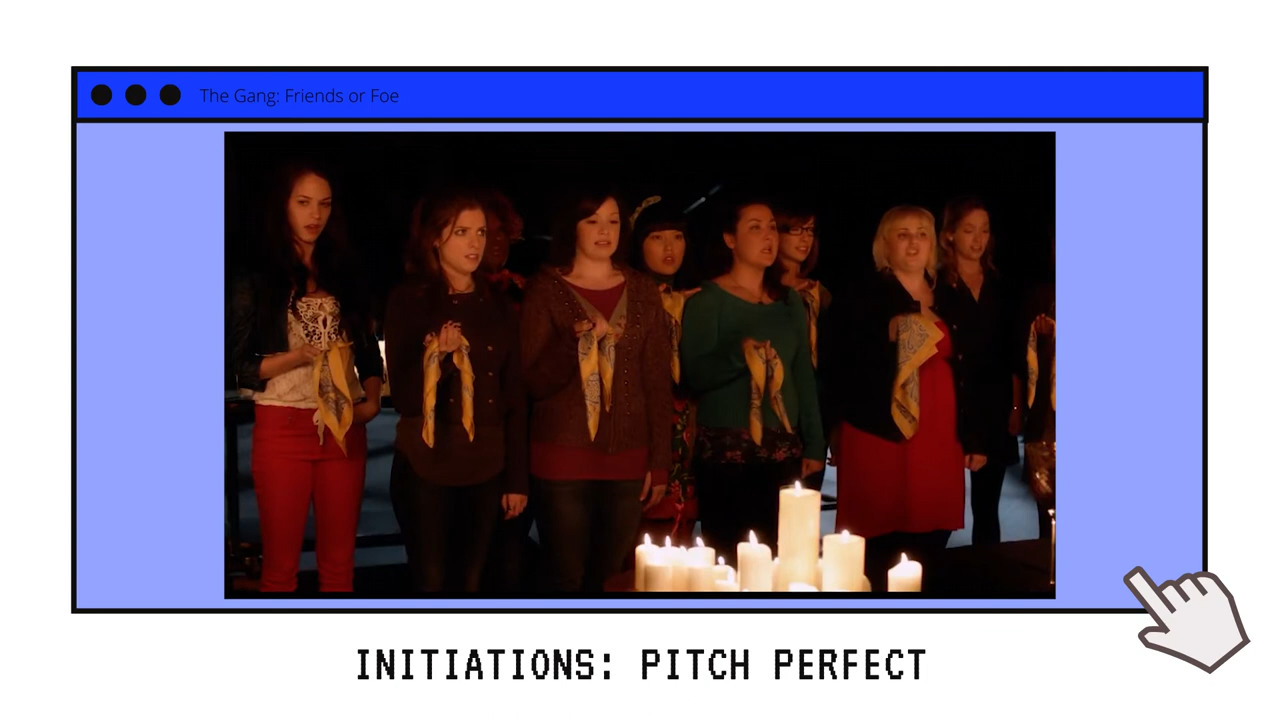 The Gang: Friends or Foe
INITIATIONS: PITCH PERFECT